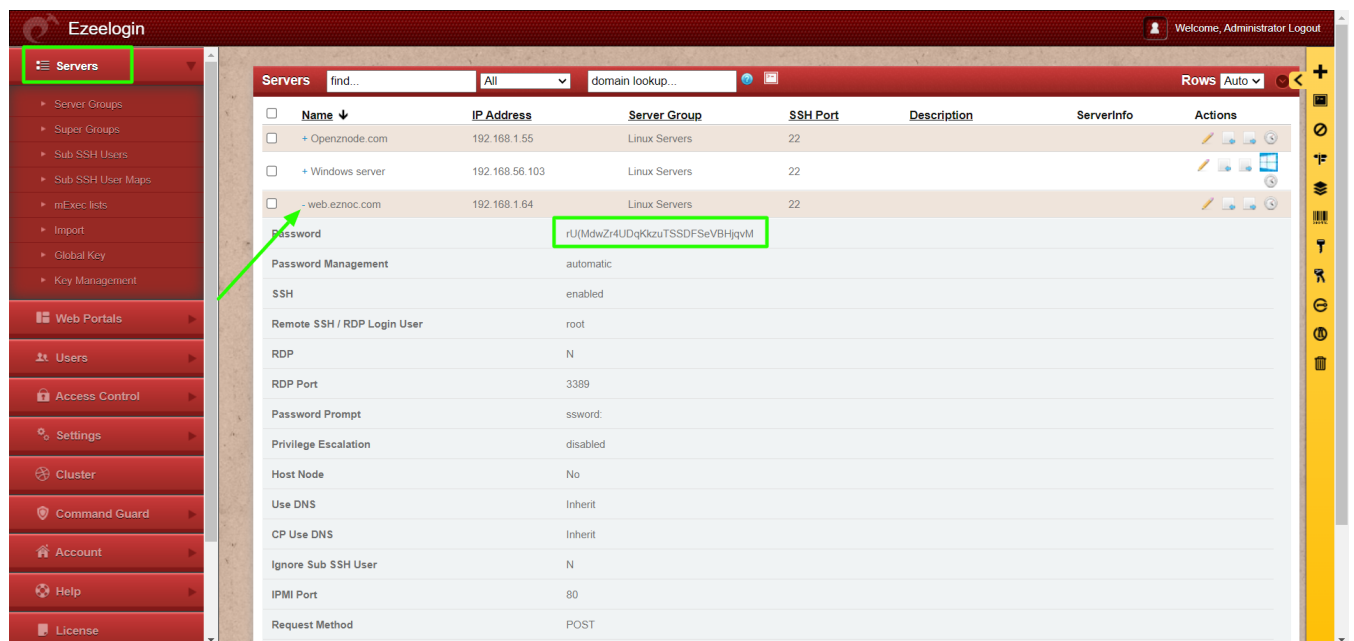 Ezeelogin
Welcome, Administrator Logout
Servers
Server Groups
Super Groups
Sub SSH Users
Sub SSH User Maps
mExec lists
Import
Global Key
Key Management
Web Portals
Users
Access Control
Settings
Cluster
Command Guard
Account
Help
License
Servers find... All domain lookup... Rows Auto
Name IP Address Server Group SSH Port Description ServerInfo Actions
+ Openznode.com 192.168.1.55 Linux Servers 22
+ Windows server 192.168.56.103 Linux Servers 22
- web.eznoc.com 192.168.1.64 Linux Servers 22
Password rU(MdwZr4UDqKkzuTSSDFSeVBHjqvM
Password Management automatic
SSH enabled
Remote SSH / RDP Login User root
RDP N
RDP Port 3389
Password Prompt ssword:
Privilege Escalation disabled
Host Node No
Use DNS Inherit
CP Use DNS Inherit
Ignore Sub SSH User N
IPMI Port 80
Request Method POST